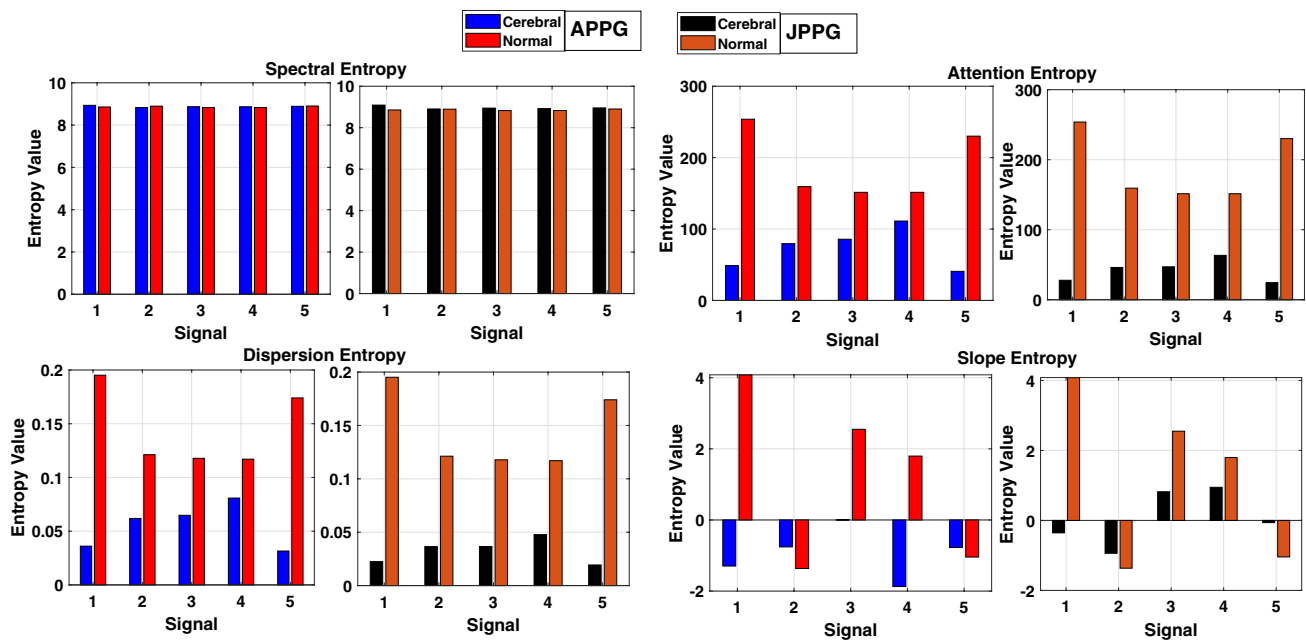 Cerebral
Normal
APPG
Cerebral
Normal
JPPG
Spectral Entropy
Entropy Value
10
8
6
4
2
0
1 2 3 4 5
Signal
10
8
6
4
2
0
1 2 3 4 5
Signal
Attention Entropy
Entropy Value
300
200
100
0
1 2 3 4 5
Signal
Entropy Value
300
200
100
0
1 2 3 4 5
Signal
Dispersion Entropy
Entropy Value
0.2
0.15
0.1
0.05
0
1 2 3 4 5
Signal
0.2
0.15
0.1
0.05
0
1 2 3 4 5
Signal
Slope Entropy
Entropy Value
4
2
0
-2
1 2 3 4 5
Signal
Entropy Value
4
2
0
-2
1 2 3 4 5
Signal